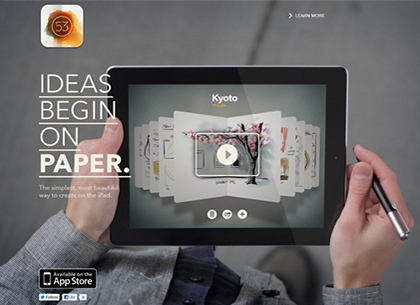 53
LEARN MORE
IDEAS
BEGIN
ON
PAPER.
The simplest, most beautiful
way to create on the iPad.
Kyoto
Available on the
App Store
Follow
Like